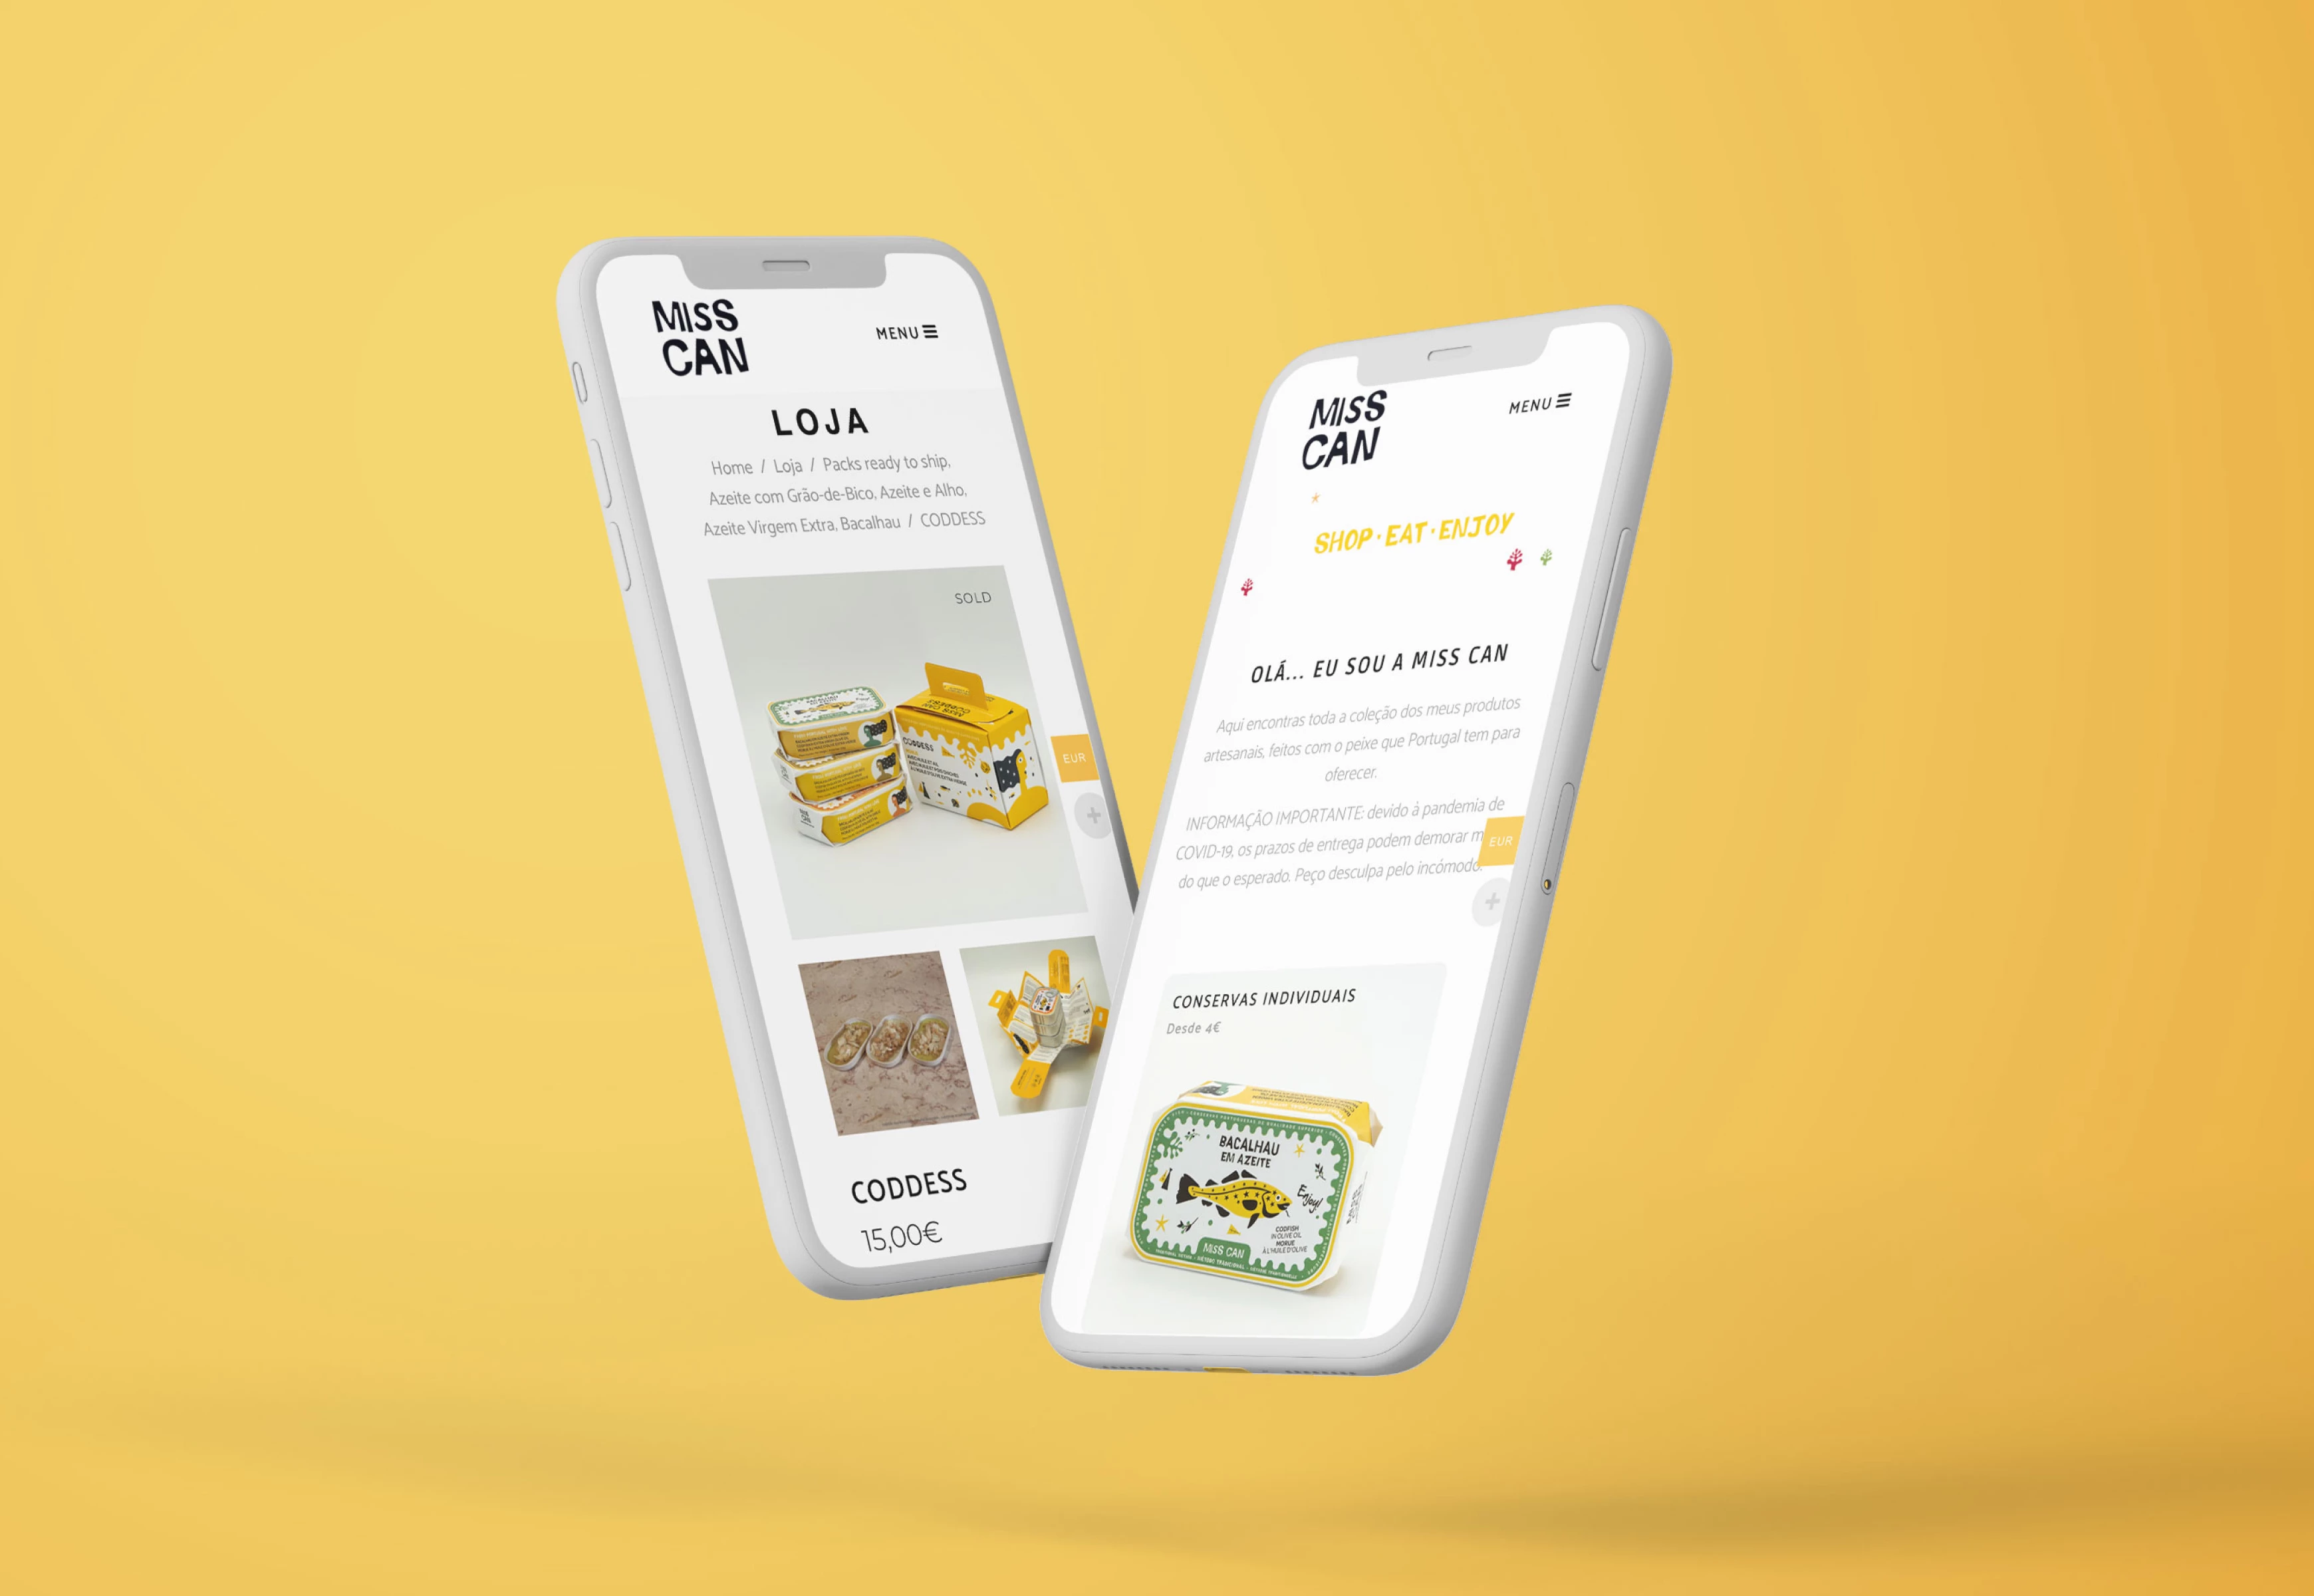 MISS
CAN
MENU
LOJA
Home / Loja / Packs ready to ship,
Azeite com Grão-de-Bico, Azeite e Alho,
Azeite Virgem Extra, Bacalhau / CODDESS
SOLD
BACALHAU
MISS CAN
CODDESS
CODDESS
EUR
CODDESS
15,00€
MISS
CAN
MENU
SHOP · EAT · ENJOY
OLÁ... EU SOU A MISS CAN
Aqui encontras toda a coleção dos meus produtos
artesanais, feitos com o peixe que Portugal tem para
oferecer.
INFORMAÇÃO IMPORTANTE: devido à pandemia de
COVID-19, os prazos de entrega podem demorar m
do que o esperado. Peço desculpa pelo incómodo.
EUR
CONSERVAS INDIVIDUAIS
Desde 4€
BACALHAU
EM AZEITE
Enjoy!
CODFISH
IN OLIVE OIL
MORUE
À L'HUILE D'OLIVE
MISS CAN